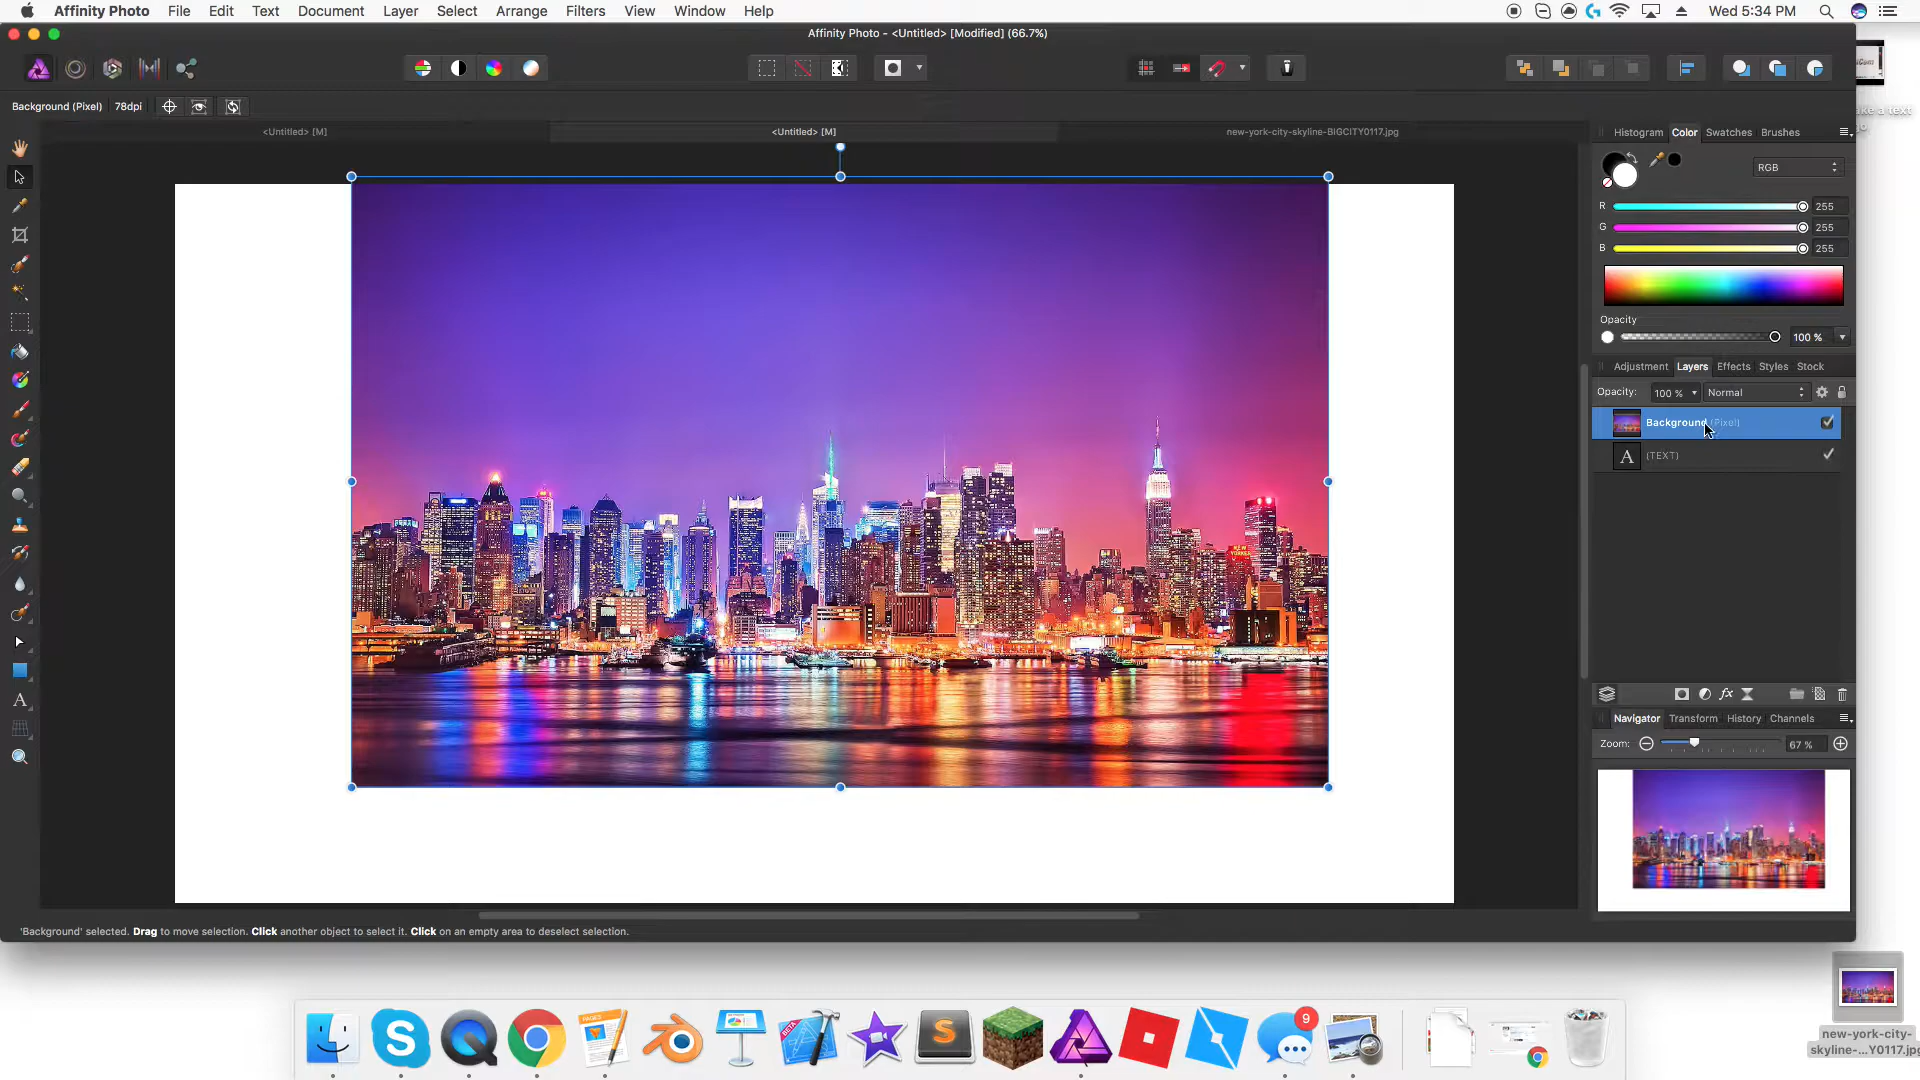 Affinity Photo File Edit Text Document Layer Select Arrange Filters View Window Help
Wed 5:34 PM
Affinity Photo - <Untitled> [Modified] (66.7%)
Background (Pixel) 78dpi
<Untitled> [M]
<Untitled> [M]
new-york-city-skyline-BIGCITY0117.jpg
Histogram Color Swatches Brushes
RGB
R 255
G 255
B 255
Opacity
100 %
Adjustment Layers Effects Styles Stock
Opacity: 100 % Normal
Background (Pixel)
A (TEXT)
Navigator Transform History Channels
Zoom: 67 %
NEW
YORKER
'Background' selected. Drag to move selection. Click another object to select it. Click on an empty area to deselect selection.
new-york-city-
skyline-...Y0117.jpg
PAGES
BETA
9